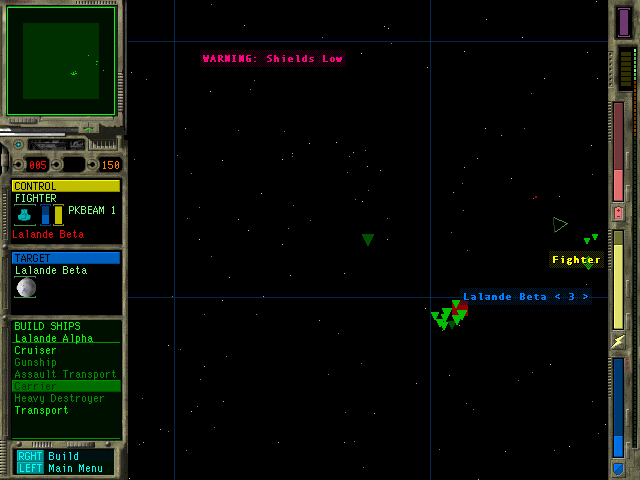 WARNING: Shields Low
005
150
CONTROL
FIGHTER
PKBEAM 1
Lalande Beta
TARGET
Lalande Beta
Fighter
Lalande Beta < 3 >
BUILD SHIPS
Lalande Alpha
Cruiser
Gunship
Assault Transport
Carrier
Heavy Destroyer
Transport
RGHT Build
LEFT Main Menu